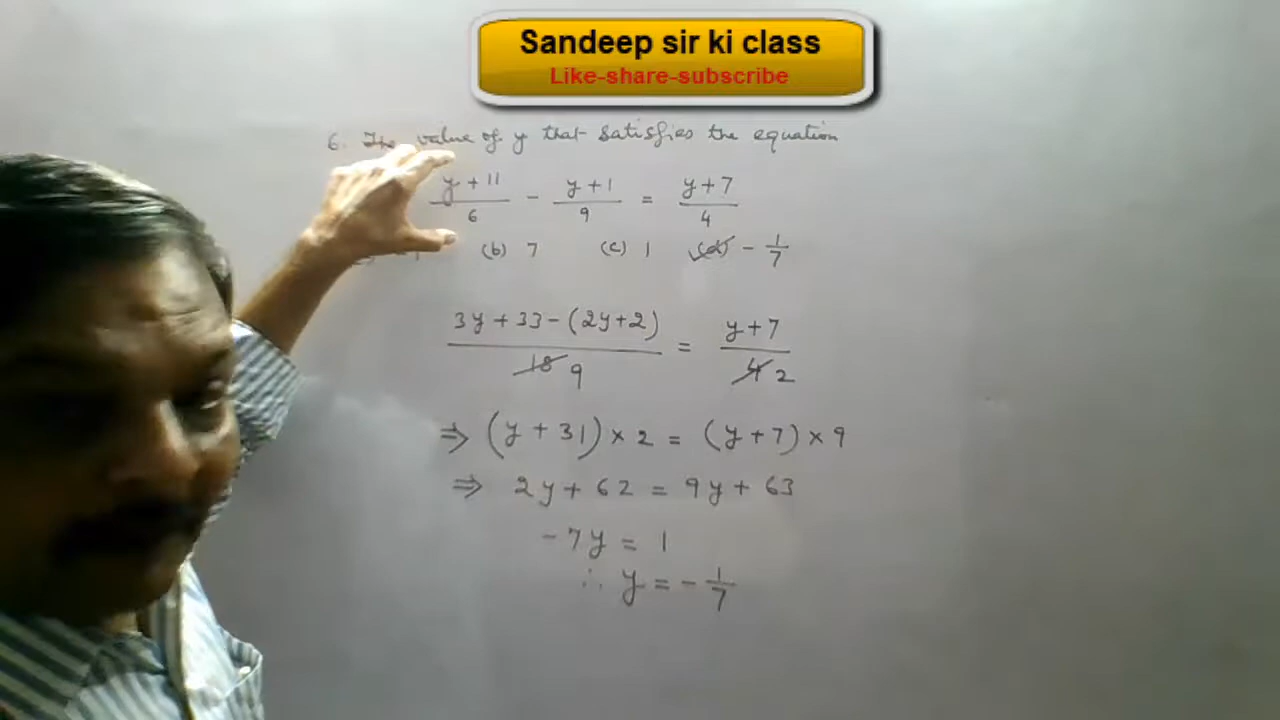 Sandeep sir ki class
Like-share-subscribe
6. The value of y that satisfies the equation
y + 11 / 6 - y + 1 / 9 = y + 7 / 4
(b) 7 (c) 1 (d) - 1/7
3y + 33 - (2y + 2) / 18 9 = y + 7 / 4 2
⇒ (y + 31) × 2 = (y + 7) × 9
⇒ 2y + 62 = 9y + 63
-7y = 1
∴ y = - 1/7